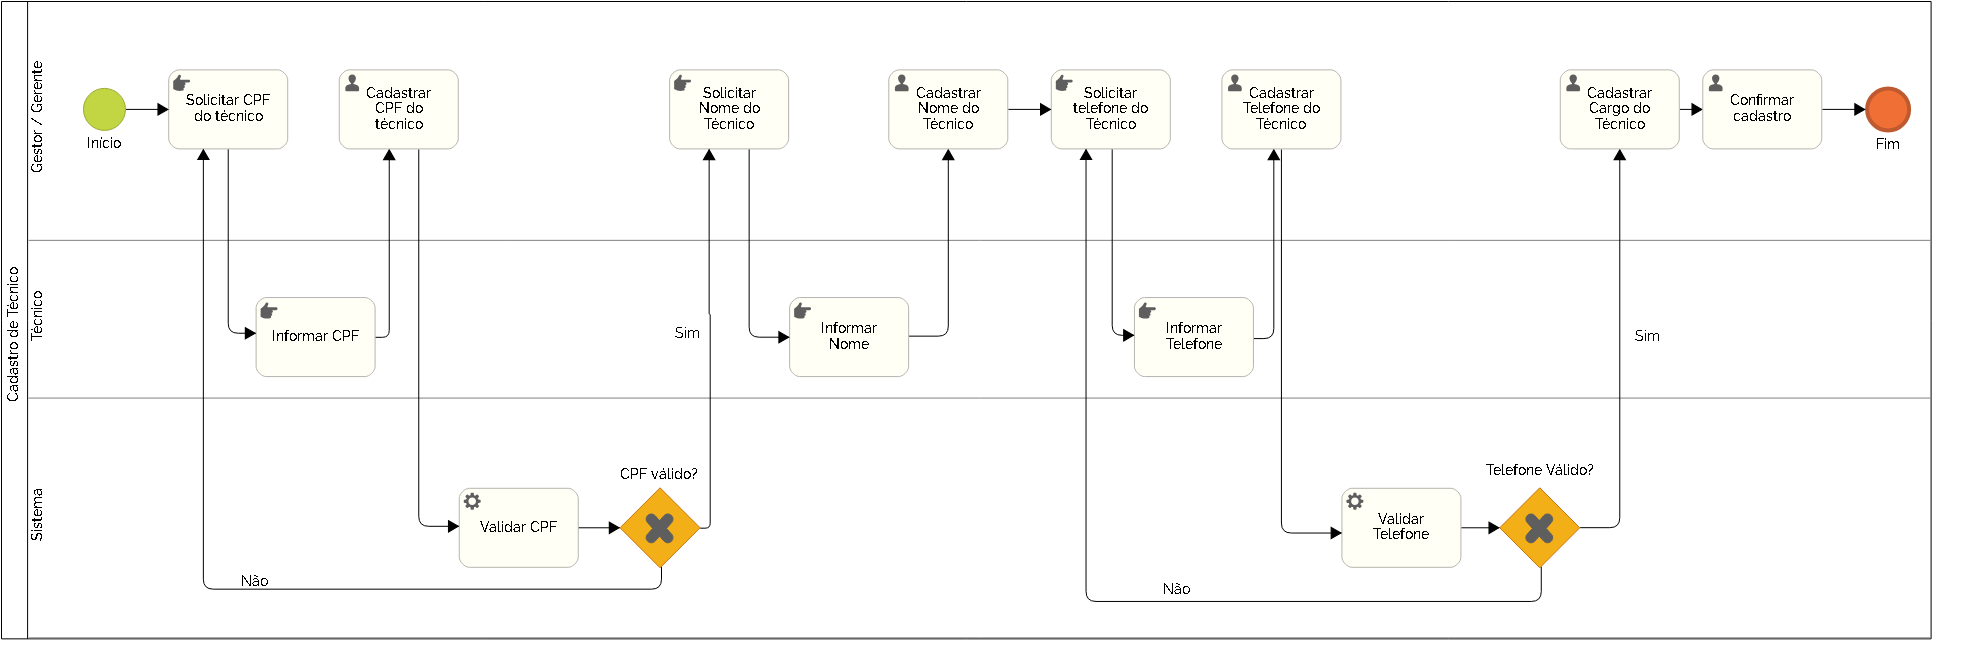 Cadastro de Técnico
Gestor / Gerente
Início
Solicitar CPF
do técnico
Cadastrar
CPF do
técnico
Solicitar
Nome do
Técnico
Cadastrar
Nome do
Técnico
Solicitar
telefone do
Técnico
Cadastrar
Telefone do
Técnico
Cadastrar
Cargo do
Técnico
Confirmar
cadastro
Fim
Técnico
Informar CPF
Sim
Informar
Nome
Informar
Telefone
Sim
Sistema
Validar CPF
CPF válido?
Não
Validar
Telefone
Telefone Válido?
Não